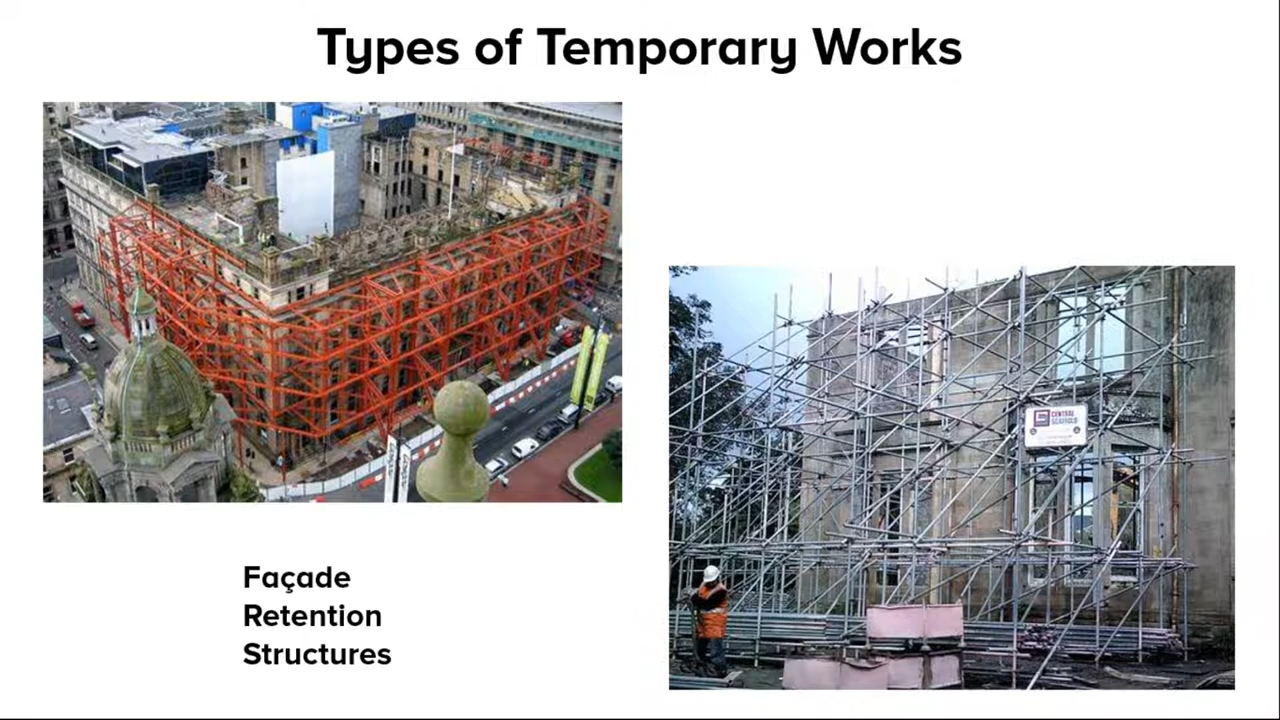 Types of Temporary Works
CENTRAL
SCAFFOLD
Façade
Retention
Structures